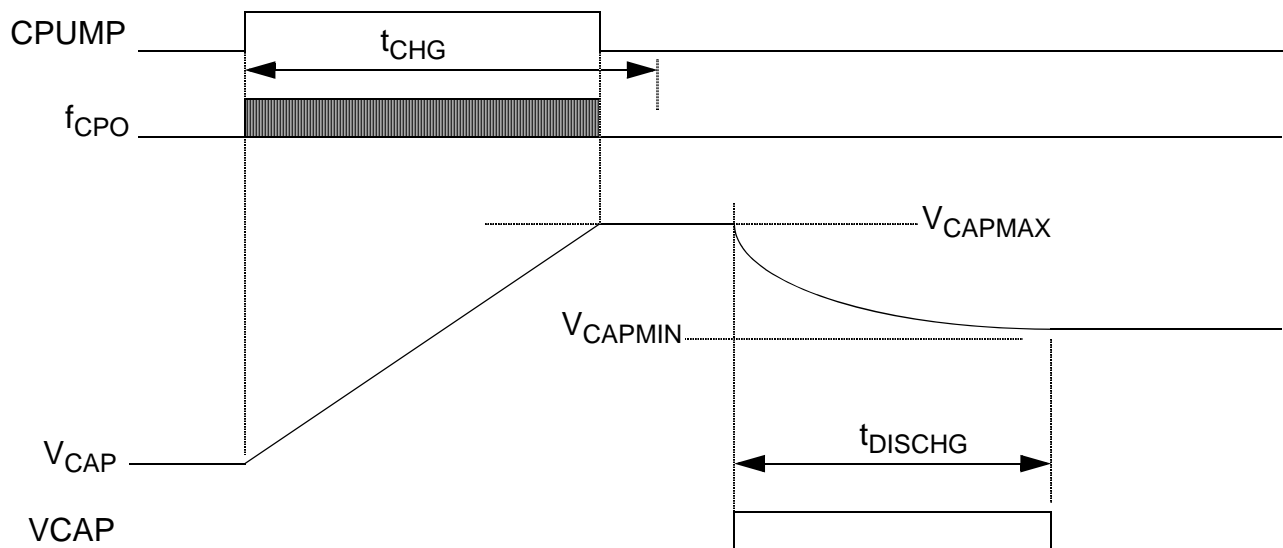 CPUMP
tCHG
fCPO
VCAPMAX
VCAPMIN
VCAP
tDISCHG
VCAP